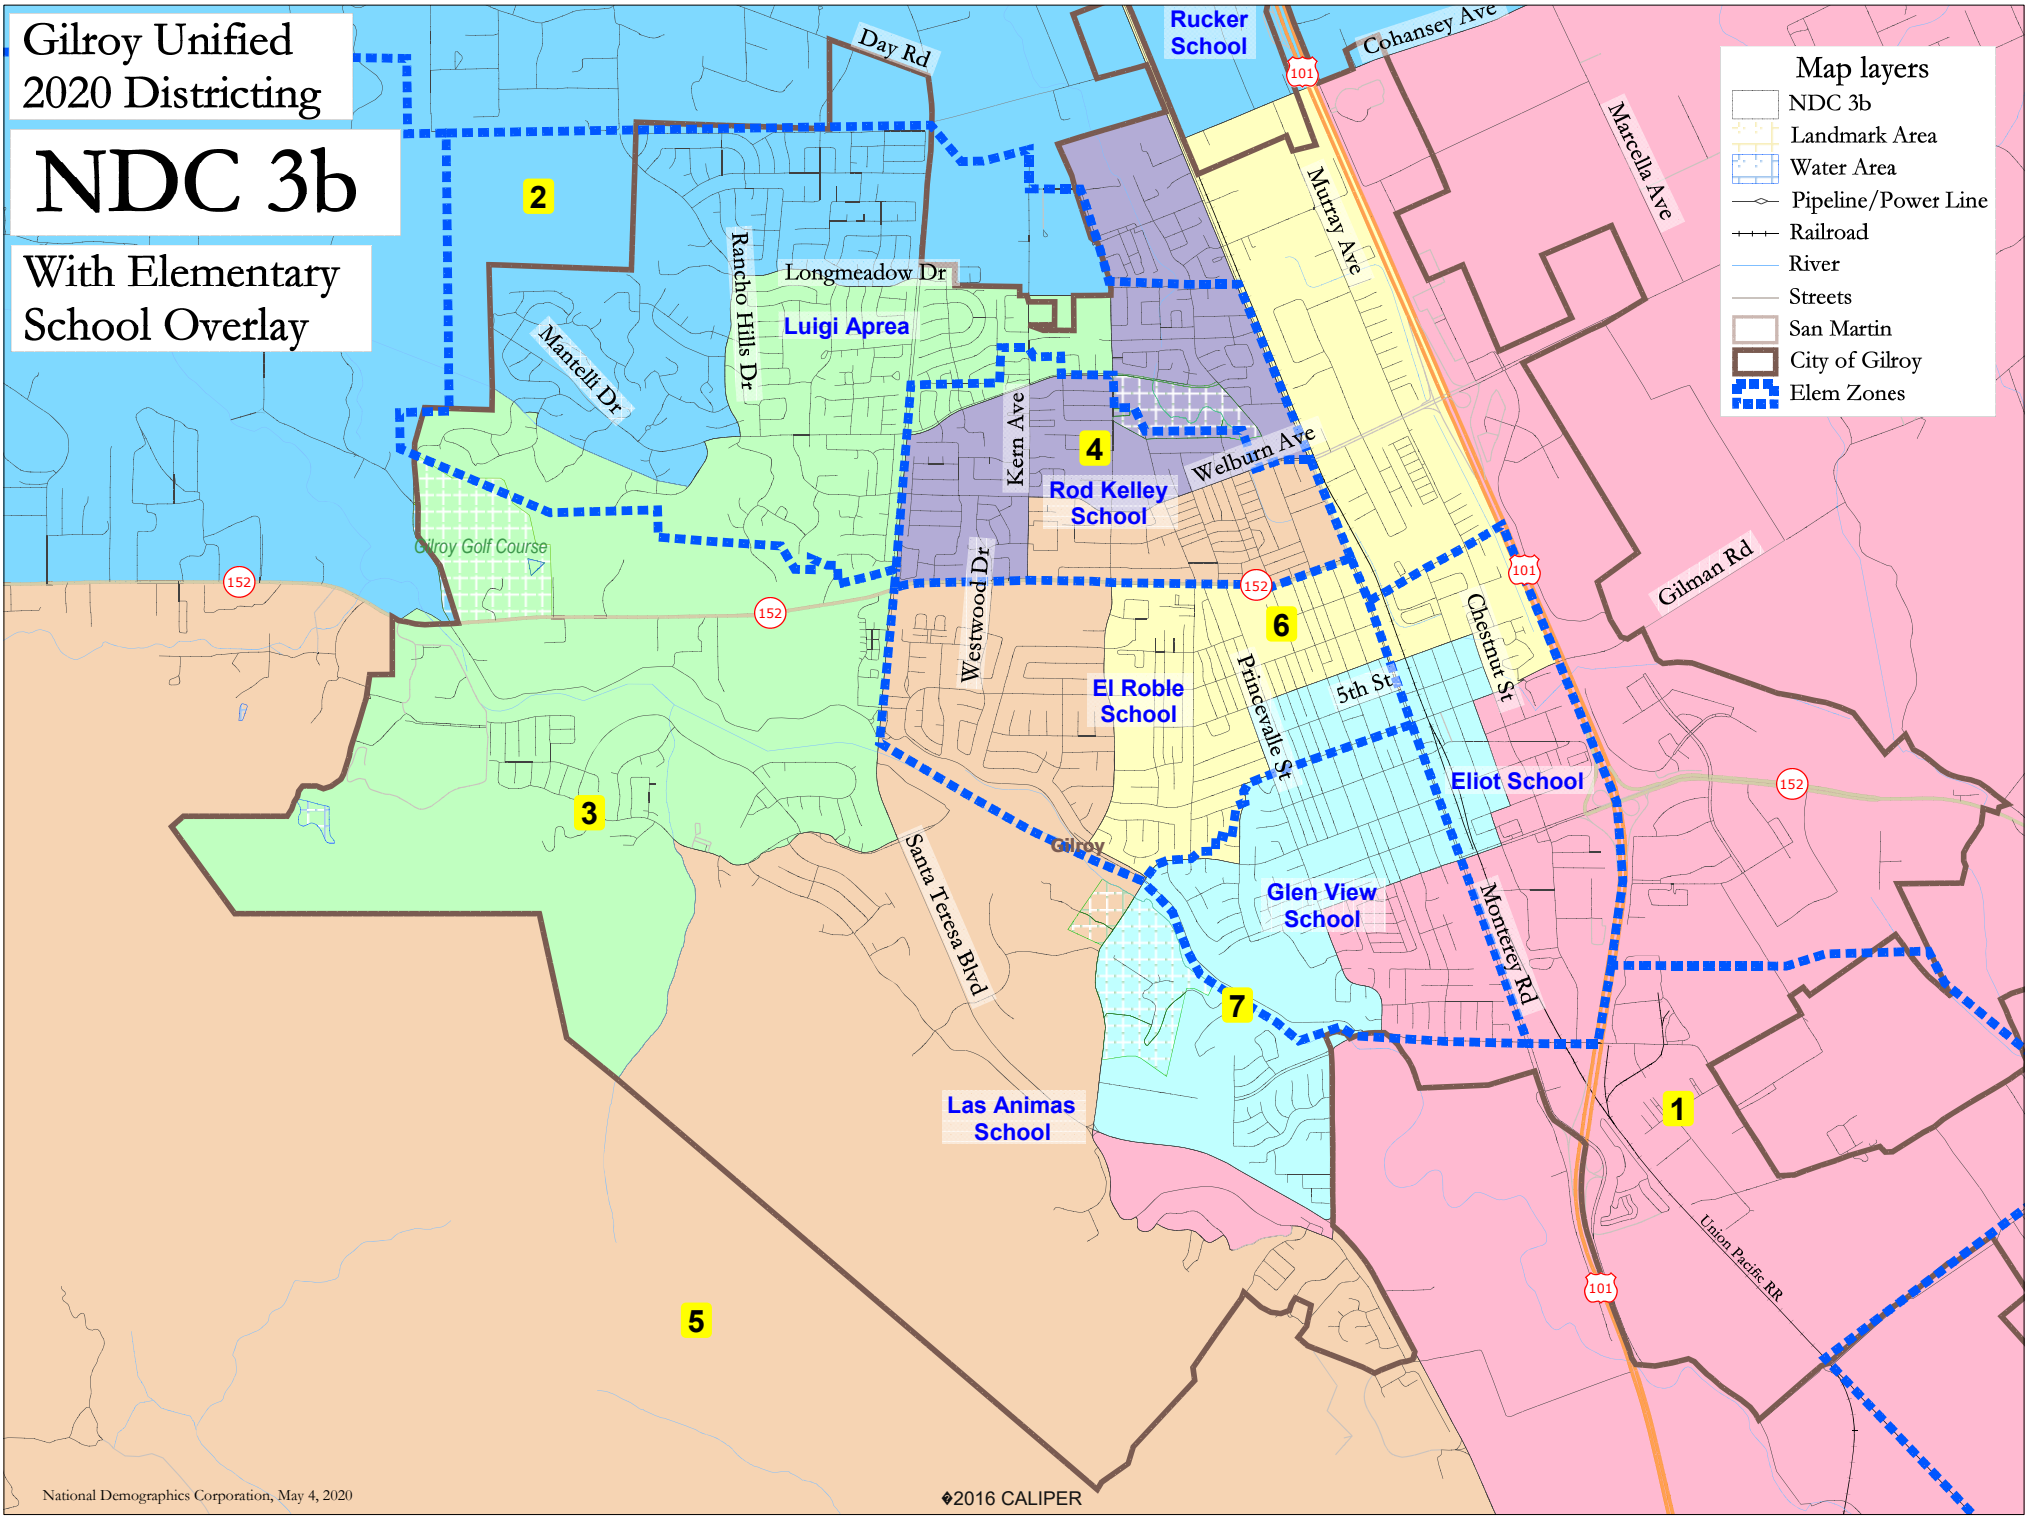 Gilroy Unified
2020 Districting
NDC 3b
With Elementary
School Overlay
Rucker
School
Day Rd
Cohansey Ave
101
Map layers
NDC 3b
Landmark Area
Water Area
Pipeline/Power Line
Railroad
River
Streets
San Martin
City of Gilroy
Elem Zones
Marcella Ave
Murray Ave
2
Rancho Hills Dr
Longmeadow Dr
Luigi Aprea
Mantelli Dr
Kern Ave
4
Welburn Ave
Rod Kelley
School
Gilroy Golf Course
152
152
152
101
Gilman Rd
Westwood Dr
6
Chestnut St
El Roble
School
Princevalle St
5th St
Eliot School
152
3
Gilroy
Santa Teresa Blvd
Glen View
School
Monterey Rd
7
Las Animas
School
1
Union Pacific RR
101
5
National Demographics Corporation, May 4, 2020
�2016 CALIPER